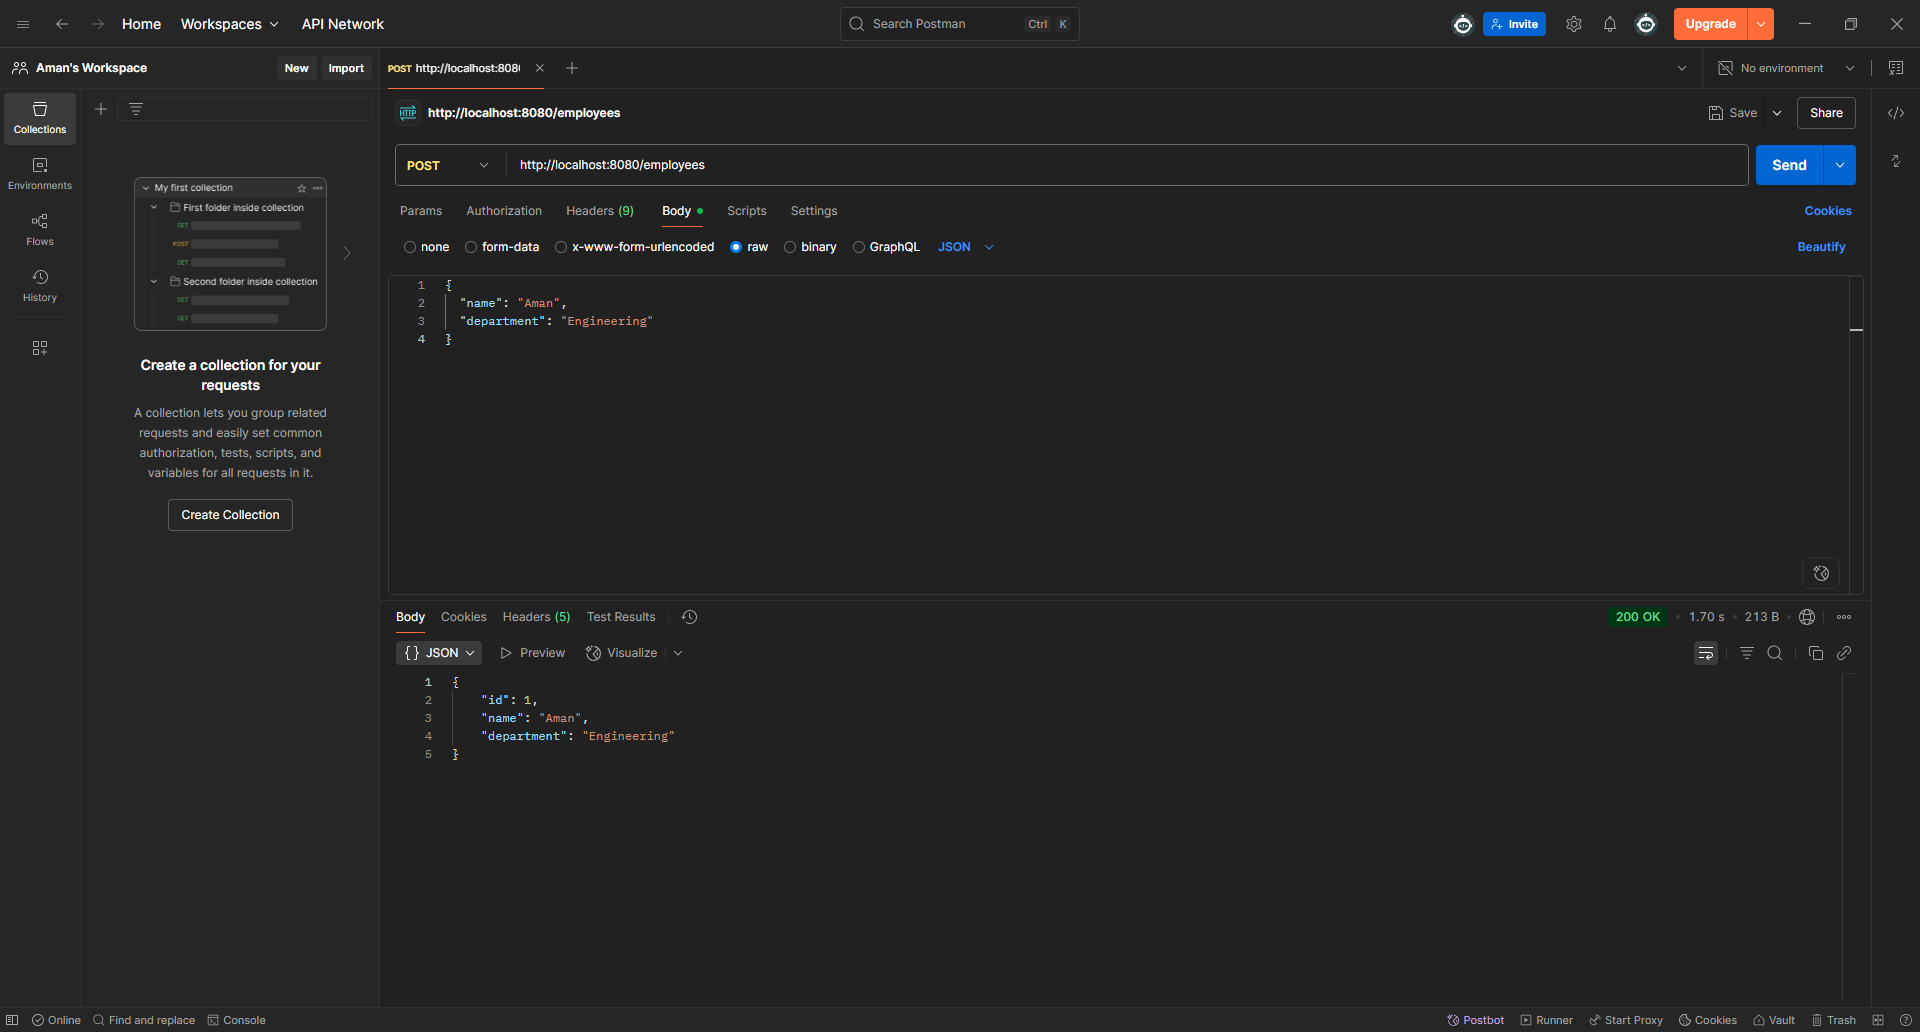 Home Workspaces API Network Search Postman Ctrl K Invite Upgrade
Aman's Workspace New Import POST http://localhost:808 No environment
Collections
Environments
Flows
History
My first collection
First folder inside collection
GET
POST
GET
Second folder inside collection
GET
GET
Create a collection for your
requests
A collection lets you group related
requests and easily set common
authorization, tests, scripts, and
variables for all requests in it.
Create Collection
HTTP http://localhost:8080/employees Save Share
POST http://localhost:8080/employees Send
Params Authorization Headers (9) Body Scripts Settings Cookies
none form-data x-www-form-urlencoded raw binary GraphQL JSON Beautify
1 {
2 "name": "Aman",
3 "department": "Engineering"
4 }
Body Cookies Headers (5) Test Results 200 OK 1.70 s 213 B
{} JSON Preview Visualize
1 {
2 "id": 1,
3 "name": "Aman",
4 "department": "Engineering"
5 }
Online Find and replace Console Postbot Runner Start Proxy Cookies Vault Trash